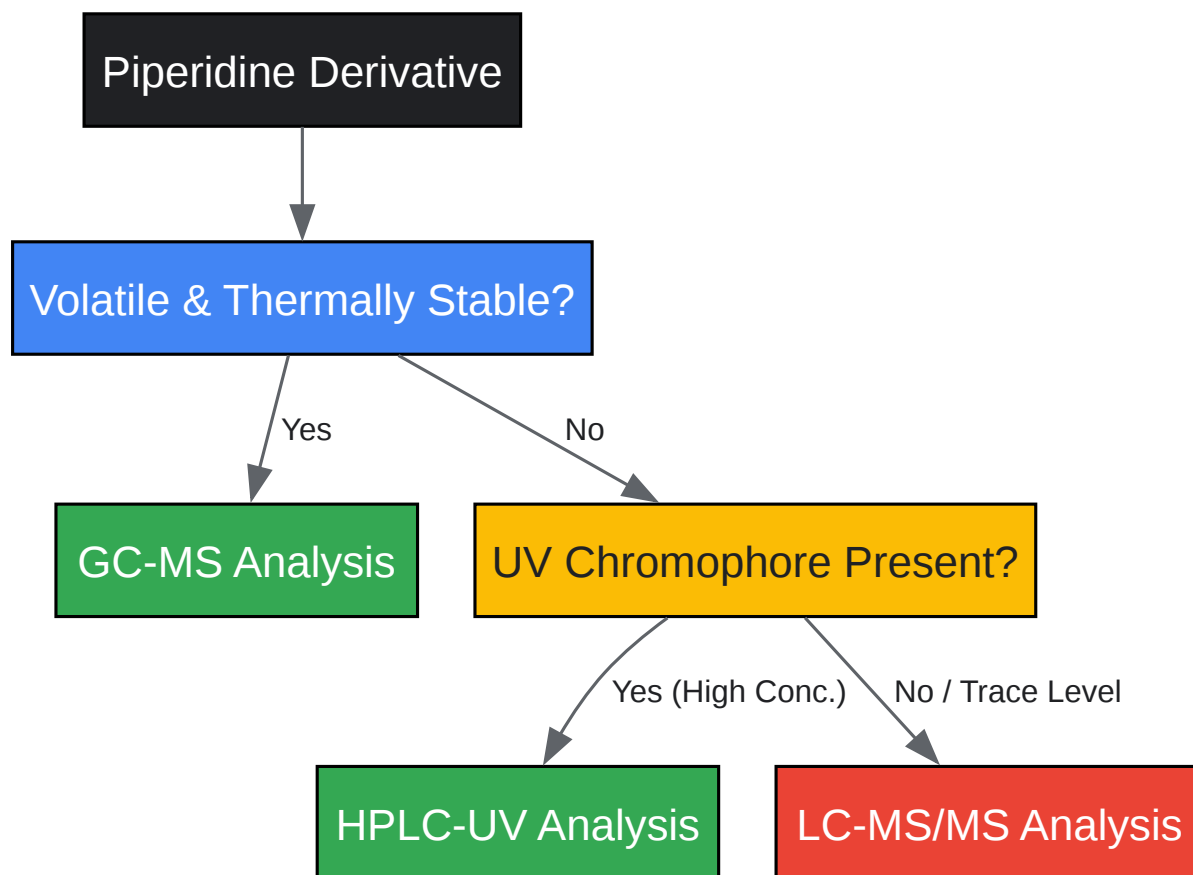 Piperidine Derivative
Volatile & Thermally Stable?
Yes
No
GC-MS Analysis
UV Chromophore Present?
Yes (High Conc.)
No / Trace Level
HPLC-UV Analysis
LC-MS/MS Analysis